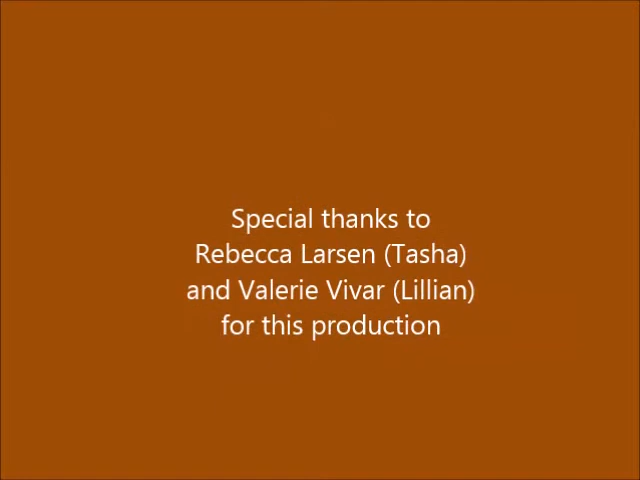 Special thanks to
Rebecca Larsen (Tasha)
and Valerie Vivar (Lillian)
for this production